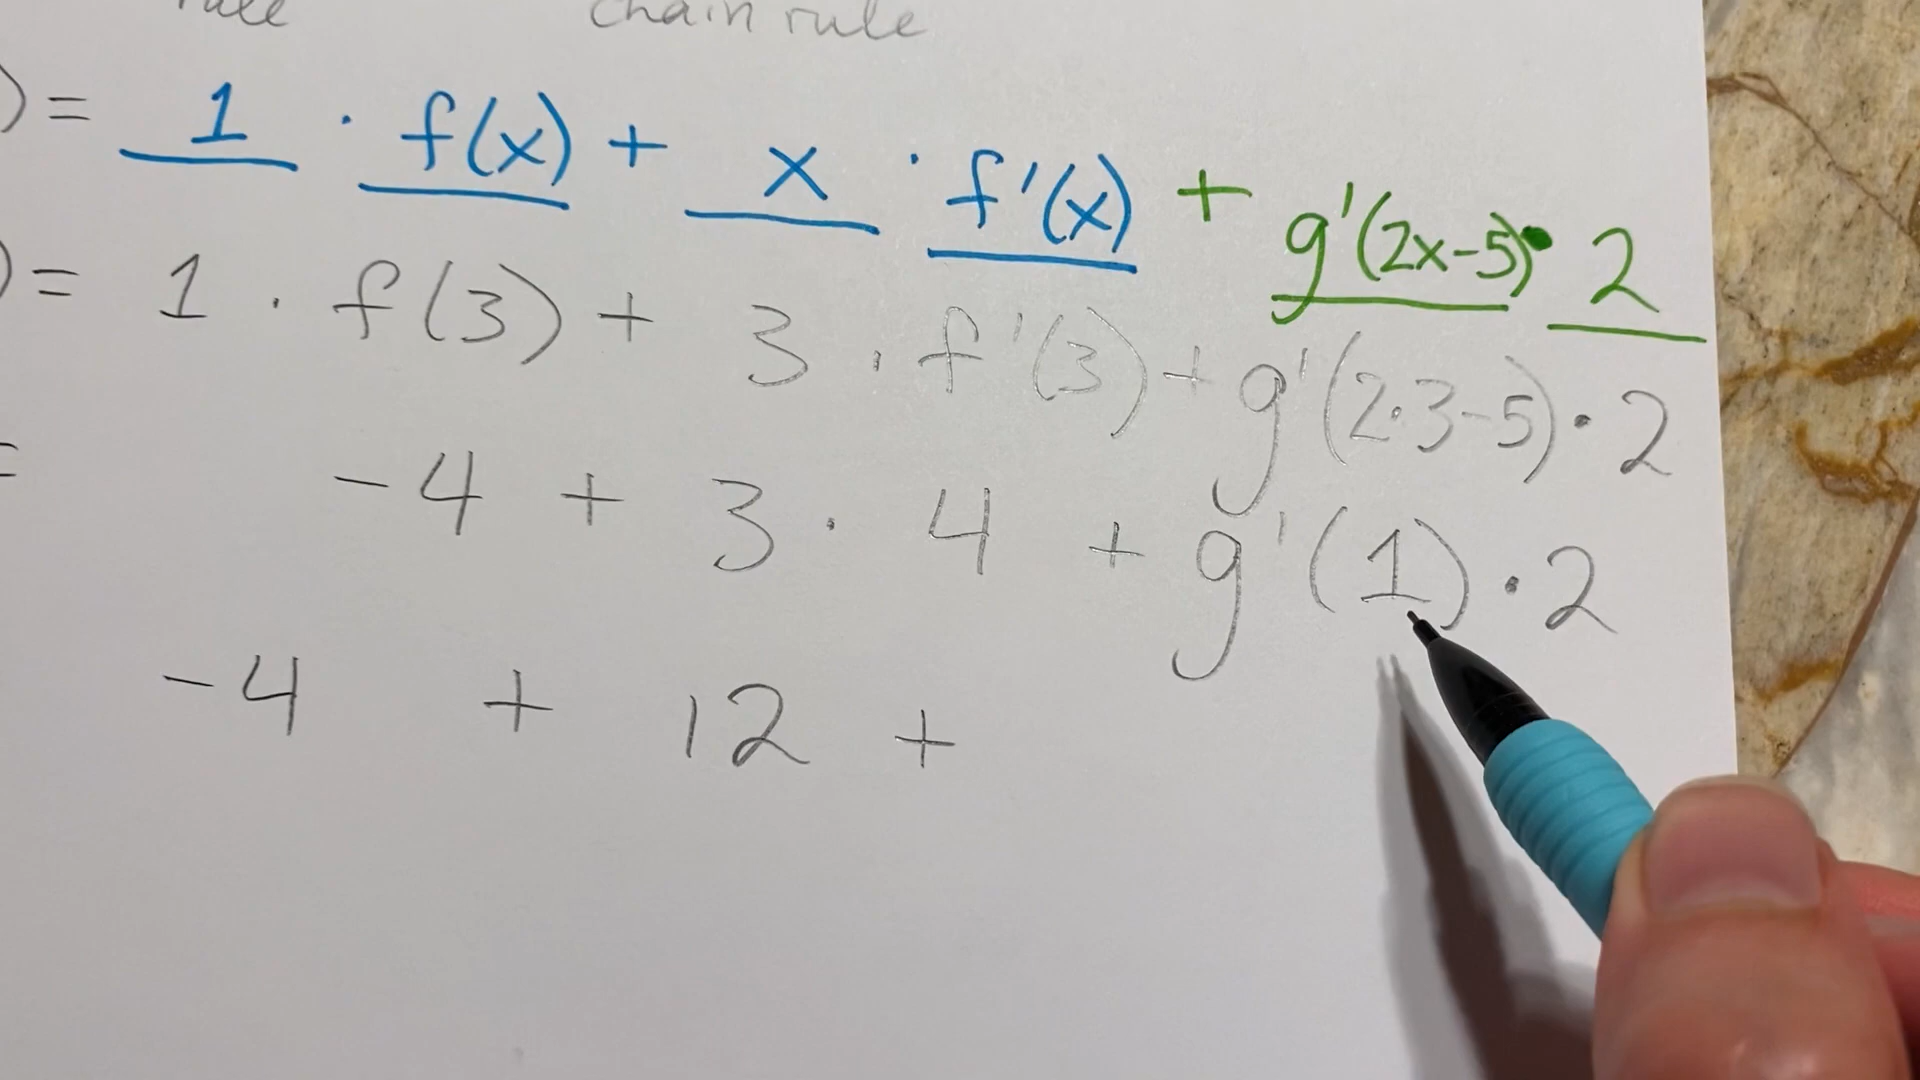 rule chain rule
) = 1 · f(x) + x · f'(x) + g'(2x-5) · 2
) = 1 · f(3) + 3 · f'(3) + g'(2·3-5) · 2
= -4 + 3 · 4 + g'(1) · 2
-4 + 12 +